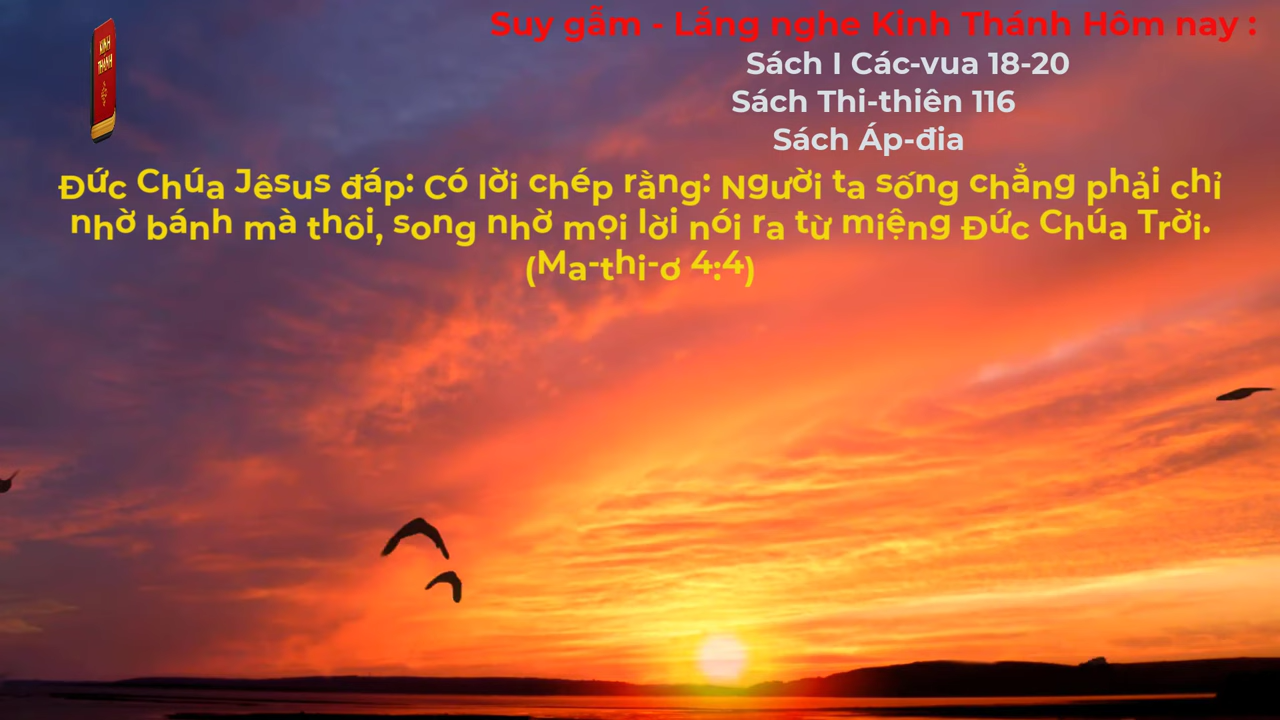 Suy gẫm - Lắng nghe Kinh Thánh Hôm nay :
KINH
THÁNH
Sách I Các-vua 18-20
Sách Thi-thiên 116
Sách Áp-đia
Đức Chúa Jêsus đáp: Có lời chép rằng: Người ta sống chẳng phải chỉ
nhờ bánh mà thôi, song nhờ mọi lời nói ra từ miệng Đức Chúa Trời.
(Ma-thi-ơ 4:4)